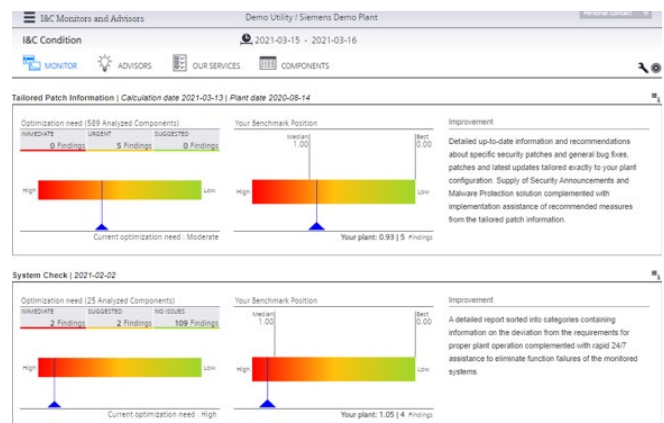 I&C Monitors and Advisors
Demo Utility / Siemens Demo Plant
Personal Contact
I&C Condition
2021-03-15 - 2021-03-16
MONITOR
ADVISORS
OUR SERVICES
COMPONENTS
Tailored Patch Information | Calculation date 2021-03-13 | Plant date 2020-08-14
Optimization need (589 Analyzed Components)
IMMEDIATE URGENT SUGGESTED
0 Findings 5 Findings 0 Findings
High Low
Current optimization need : Moderate
Your Benchmark Position
Median Best
1.00 0.00
High Low
Your plant: 0.93 | 5 Findings
Improvement
Detailed up-to-date information and recommendations
about specific security patches and general bug fixes,
patches and latest updates tailored exactly to your plant
configuration. Supply of Security Announcements and
Malware Protection solution complemented with
implementation assistance of recommended measures
from the tailored patch information.
System Check | 2021-02-02
Optimization need (25 Analyzed Components)
IMMEDIATE SUGGESTED NO ISSUES
2 Findings 2 Findings 109 Findings
High Low
Current optimization need : High
Your Benchmark Position
Median Best
1.00 0.00
High Low
Your plant: 1.05 | 4 Findings
Improvement
A detailed report sorted into categories containing
information on the deviation from the requirements for
proper plant operation complemented with rapid 24/7
assistance to eliminate function failures of the monitored
systems.